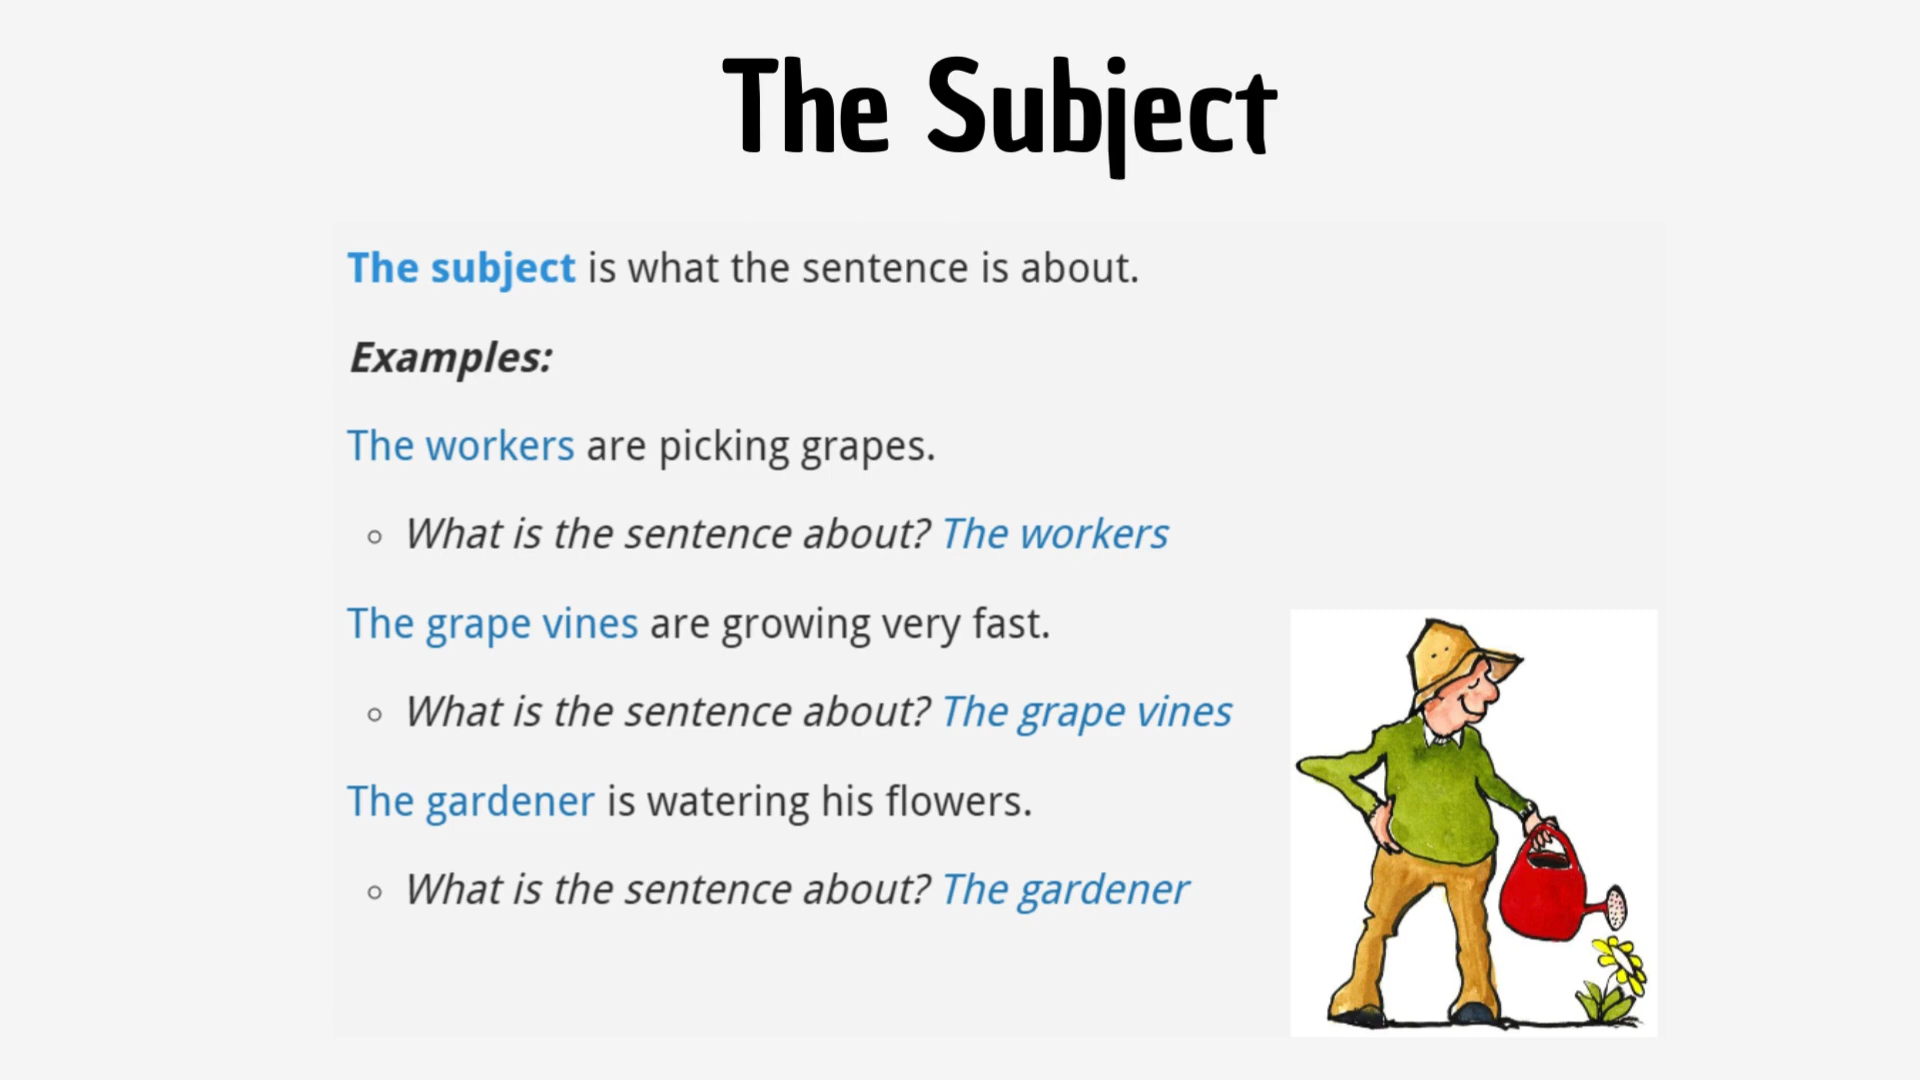 The Subject
The subject is what the sentence is about.
Examples:
The workers are picking grapes.
What is the sentence about? The workers
The grape vines are growing very fast.
What is the sentence about? The grape vines
The gardener is watering his flowers.
What is the sentence about? The gardener